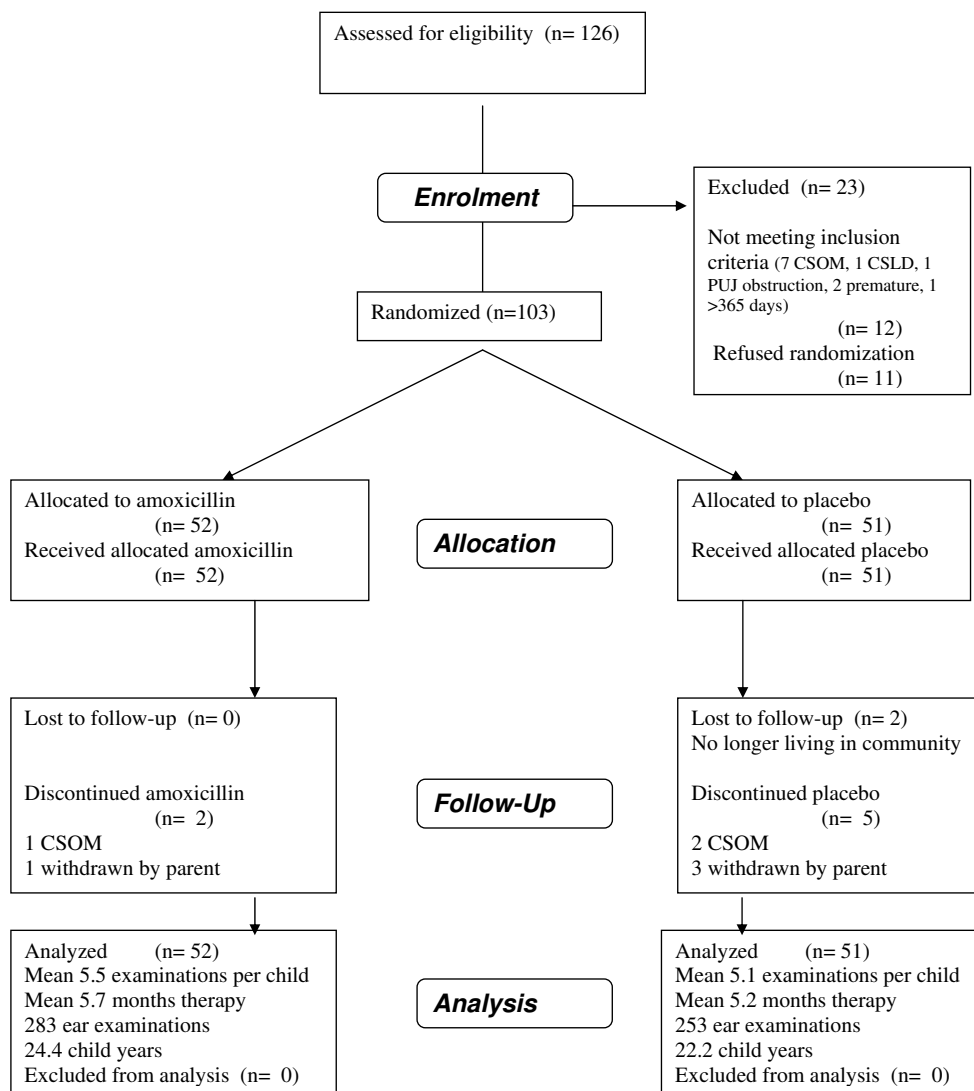 Assessed for eligibility (n= 126)
Enrolment
Excluded (n= 23)
Not meeting inclusion
criteria (7 CSOM, 1 CSLD, 1
PUJ obstruction, 2 premature, 1
>365 days)
(n= 12)
Refused randomization
(n= 11)
Randomized (n=103)
Allocated to amoxicillin
(n= 52)
Received allocated amoxicillin
(n= 52)
Allocation
Allocated to placebo
(n= 51)
Received allocated placebo
(n= 51)
Lost to follow-up (n= 0)
Discontinued amoxicillin
(n= 2)
1 CSOM
1 withdrawn by parent
Follow-Up
Lost to follow-up (n= 2)
No longer living in community
Discontinued placebo
(n= 5)
2 CSOM
3 withdrawn by parent
Analyzed (n= 52)
Mean 5.5 examinations per child
Mean 5.7 months therapy
283 ear examinations
24.4 child years
Excluded from analysis (n= 0)
Analysis
Analyzed (n= 51)
Mean 5.1 examinations per child
Mean 5.2 months therapy
253 ear examinations
22.2 child years
Excluded from analysis (n= 0)